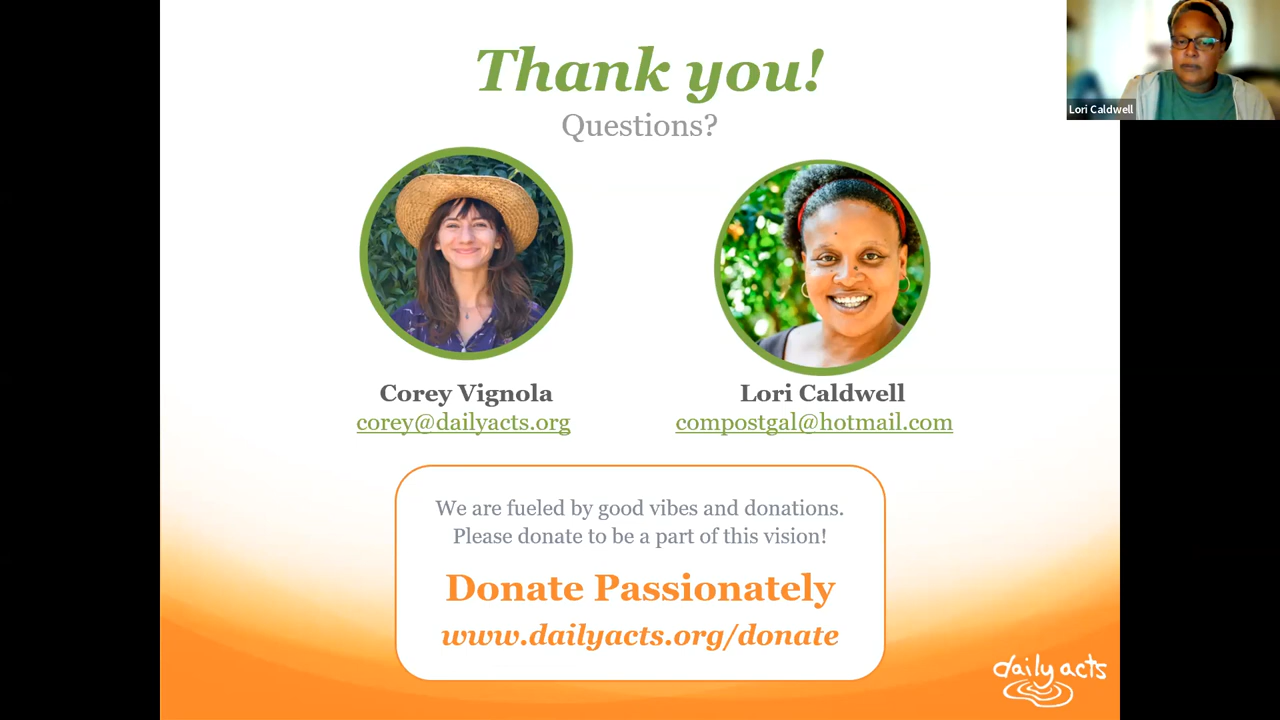 Thank you!
Questions?
Lori Caldwell
Corey Vignola
corey@dailyacts.org
Lori Caldwell
compostgal@hotmail.com
We are fueled by good vibes and donations.
Please donate to be a part of this vision!
Donate Passionately
www.dailyacts.org/donate
daily acts